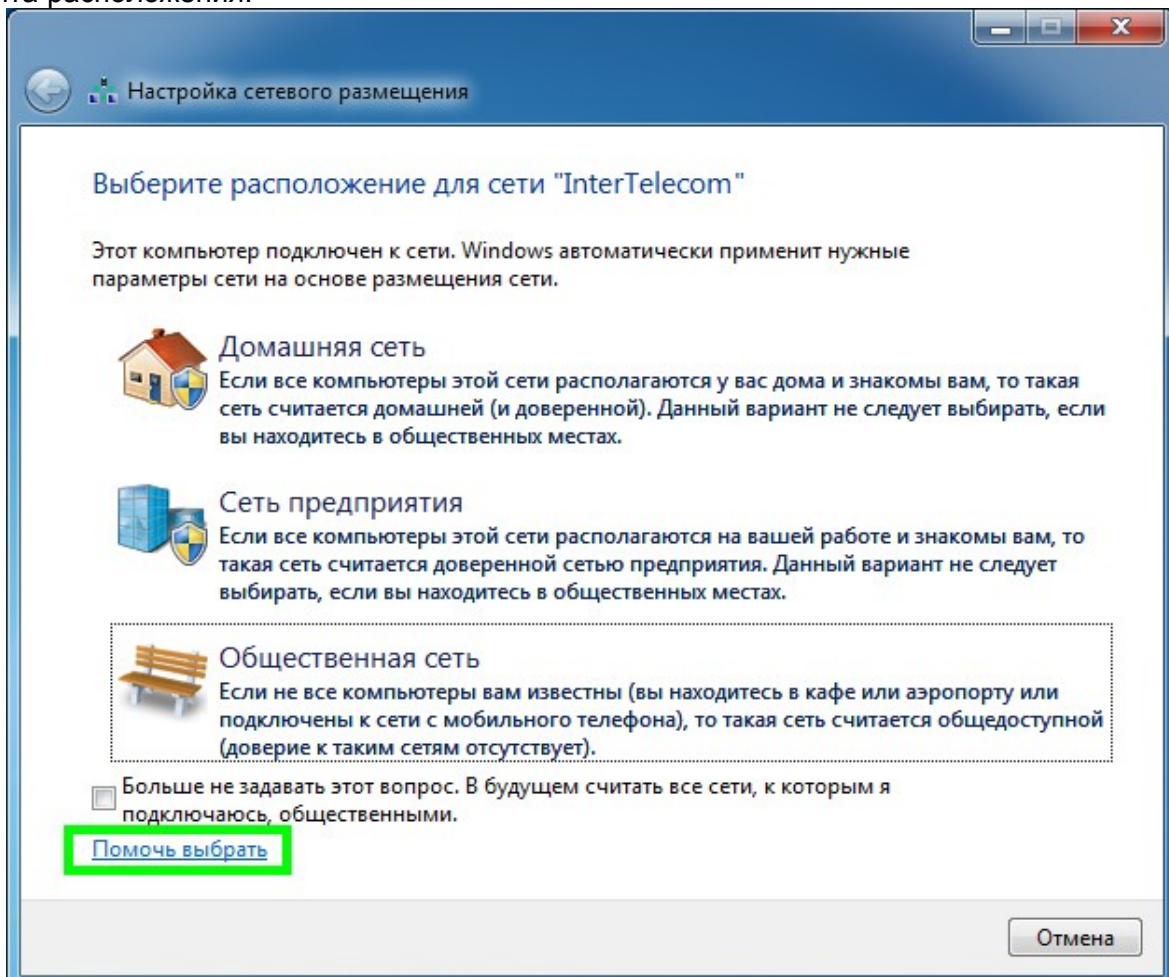 расположения.
Настройка сетевого размещения
Выберите расположение для сети "InterTelecom"
Этот компьютер подключен к сети. Windows автоматически применит нужные
параметры сети на основе размещения сети.
Домашняя сеть
Если все компьютеры этой сети располагаются у вас дома и знакомы вам, то такая
сеть считается домашней (и доверенной). Данный вариант не следует выбирать, если
вы находитесь в общественных местах.
Сеть предприятия
Если все компьютеры этой сети располагаются на вашей работе и знакомы вам, то
такая сеть считается доверенной сетью предприятия. Данный вариант не следует
выбирать, если вы находитесь в общественных местах.
Общественная сеть
Если не все компьютеры вам известны (вы находитесь в кафе или аэропорту или
подключены к сети с мобильного телефона), то такая сеть считается общедоступной
(доверие к таким сетям отсутствует).
Больше не задавать этот вопрос. В будущем считать все сети, к которым я
подключаюсь, общественными.
Помочь выбрать
Отмена